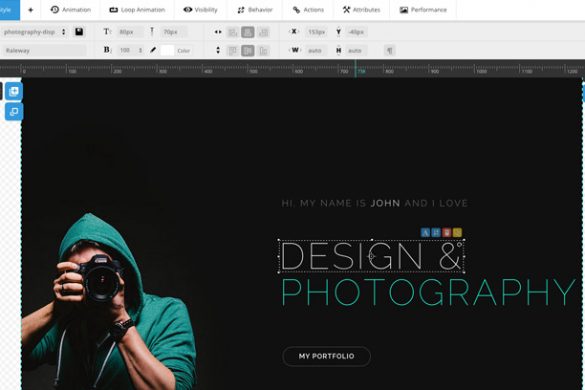 Style Animation Loop Animation Visibility Behavior Actions Attributes Performance
photography-disp 80px 70px 153px -40px
Raleway 100 Color auto auto
0 100 200 300 400 500 600 700 738 800 900 1000 1100 1200
HI, MY NAME IS JOHN AND I LOVE
DESIGN &
PHOTOGRAPHY
MY PORTFOLIO